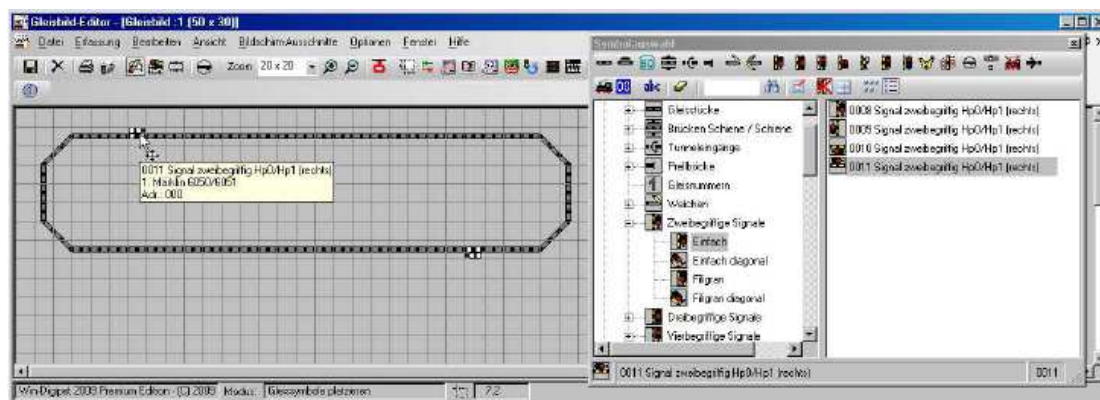 Gleisbild-Editor - [Gleisbild :1 (50 x 30)]
Datei Erfassung Bearbeiten Ansicht Bildschirm-Ausschnitte Optionen Fenster Hilfe
Zoom: 20 x 20
0011 Signal zweibegriffig Hp0/Hp1 (rechts)
1. Märklin 6050/6051
Adr.: 000
Symbolauswahl
abc
Gleisstücke
Brücken Schiene / Schiene
Tunneleingänge
Prellböcke
Gleisnummern
Weichen
Zweibegriffige Signale
Einfach
Einfach diagonal
Filigran
Filigran diagonal
Dreibegriffige Signale
Vierbegriffige Signale
0008 Signal zweibegriffig Hp0/Hp1 (rechts)
0009 Signal zweibegriffig Hp0/Hp1 (rechts)
0010 Signal zweibegriffig Hp0/Hp1 (rechts)
0011 Signal zweibegriffig Hp0/Hp1 (rechts)
0011 Signal zweibegriffig Hp0/Hp1 (rechts) 0011
Win-Digipet 2009 Premium Edition - (C) 2009 Modus: Gleissymbole platzieren 7,2